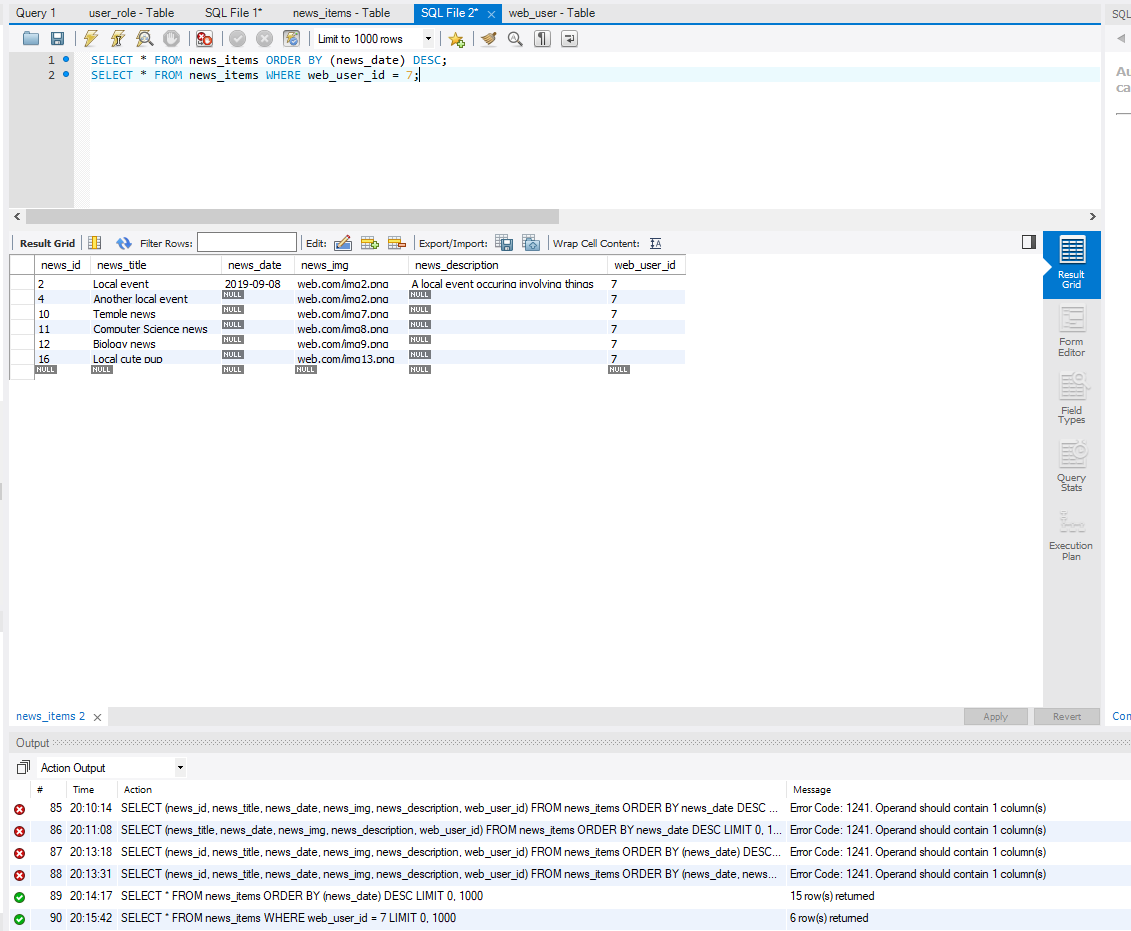 Query 1 user_role - Table SQL File 1* news_items - Table SQL File 2* web_user - Table SQL
Limit to 1000 rows
1 SELECT * FROM news_items ORDER BY (news_date) DESC;
2 SELECT * FROM news_items WHERE web_user_id = 7;
Au
ca
Result Grid Filter Rows: Edit: Export/Import: Wrap Cell Content:
news_id news_title news_date news_img news_description web_user_id
2 Local event 2019-09-08 web.com/img2.png A local event occuring involving things 7
4 Another local event NULL web.com/img2.png NULL 7
10 Temple news NULL web.com/img7.png NULL 7
11 Computer Science news NULL web.com/img8.png NULL 7
12 Biology news NULL web.com/img9.png NULL 7
16 Local cute pup NULL web.com/img13.png NULL 7
NULL NULL NULL NULL NULL NULL
Result
Grid
Form
Editor
Field
Types
Query
Stats
Execution
Plan
news_items 2 Apply Revert Con
Output
Action Output
# Time Action Message
85 20:10:14 SELECT (news_id, news_title, news_date, news_img, news_description, web_user_id) FROM news_items ORDER BY news_date DESC ... Error Code: 1241. Operand should contain 1 column(s)
86 20:11:08 SELECT (news_title, news_date, news_img, news_description, web_user_id) FROM news_items ORDER BY news_date DESC LIMIT 0, 1... Error Code: 1241. Operand should contain 1 column(s)
87 20:13:18 SELECT (news_id, news_title, news_date, news_img, news_description, web_user_id) FROM news_items ORDER BY (news_date) DESC... Error Code: 1241. Operand should contain 1 column(s)
88 20:13:31 SELECT (news_id, news_title, news_date, news_img, news_description, web_user_id) FROM news_items ORDER BY (news_date, news... Error Code: 1241. Operand should contain 1 column(s)
89 20:14:17 SELECT * FROM news_items ORDER BY (news_date) DESC LIMIT 0, 1000 15 row(s) returned
90 20:15:42 SELECT * FROM news_items WHERE web_user_id = 7 LIMIT 0, 1000 6 row(s) returned